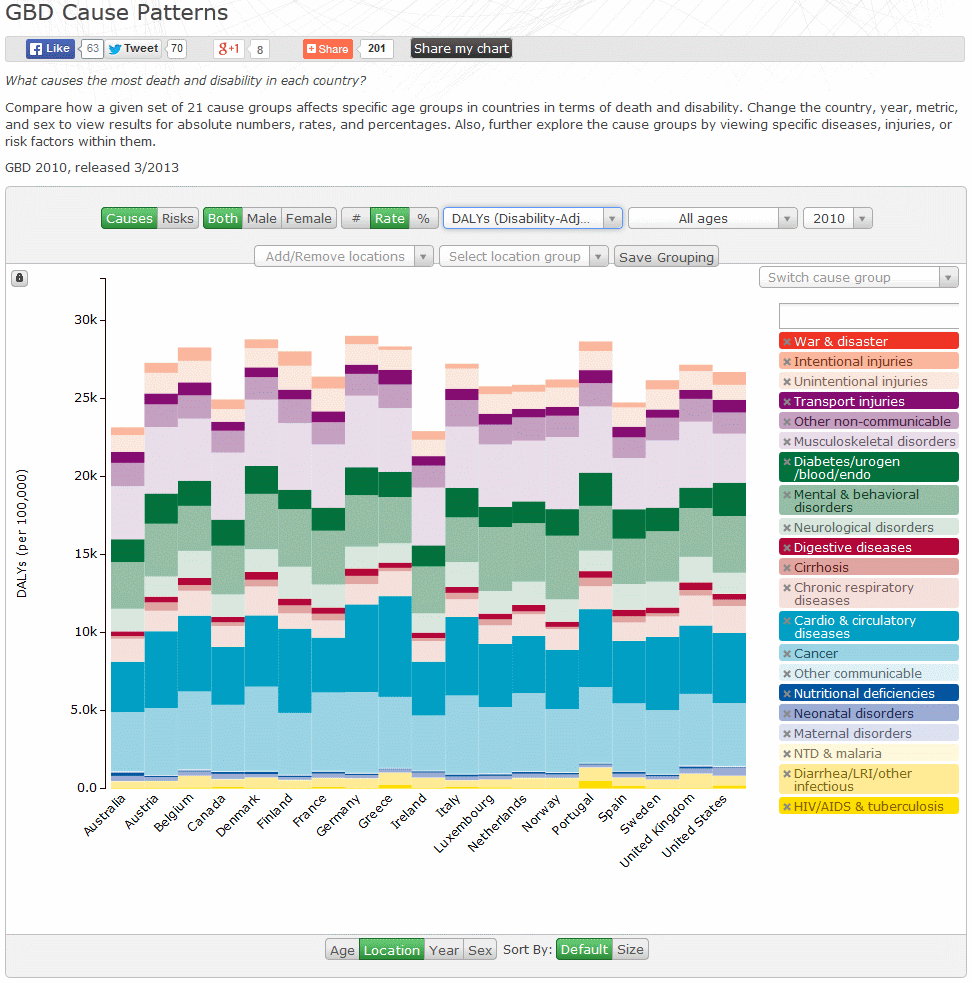 GBD Cause Patterns
Like 63 Tweet 70 g+1 8 Share 201 Share my chart
What causes the most death and disability in each country?
Compare how a given set of 21 cause groups affects specific age groups in countries in terms of death and disability. Change the country, year, metric,
and sex to view results for absolute numbers, rates, and percentages. Also, further explore the cause groups by viewing specific diseases, injuries, or
risk factors within them.
GBD 2010, released 3/2013
Causes Risks Both Male Female # Rate % DALYs (Disability-Adj... All ages 2010
Add/Remove locations Select location group Save Grouping
Switch cause group
30k
25k
20k
15k
10k
5.0k
0.0
DALYs (per 100,000)
Australia
Austria
Belgium
Canada
Denmark
Finland
France
Germany
Greece
Ireland
Italy
Luxembourg
Netherlands
Norway
Portugal
Spain
Sweden
United Kingdom
United States
War & disaster
Intentional injuries
Unintentional injuries
Transport injuries
Other non-communicable
Musculoskeletal disorders
Diabetes/urogen
/blood/endo
Mental & behavioral
disorders
Neurological disorders
Digestive diseases
Cirrhosis
Chronic respiratory
diseases
Cardio & circulatory
diseases
Cancer
Other communicable
Nutritional deficiencies
Neonatal disorders
Maternal disorders
NTD & malaria
Diarrhea/LRI/other
infectious
HIV/AIDS & tuberculosis
Age Location Year Sex Sort By: Default Size